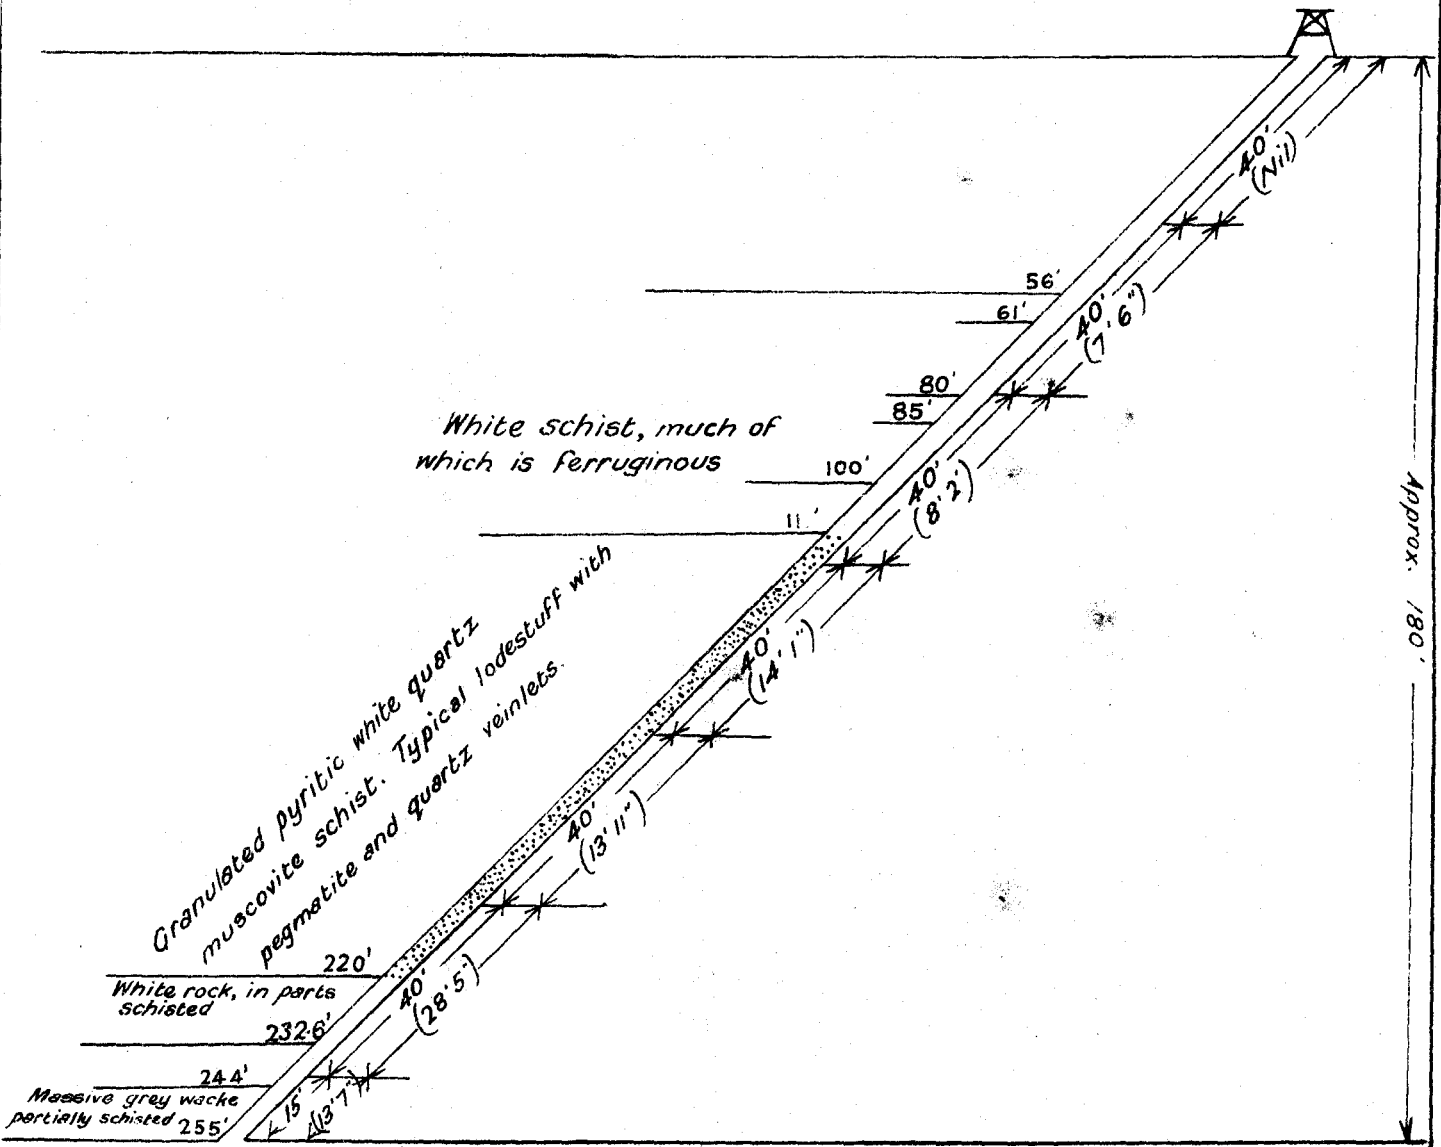 40'
(Nil)
56'
61'
40'
(7' 6")
80'
85'
White schist, much of
which is ferruginous
100'
40'
(8' 2")
11 '
Approx. 180'
Granulated pyritic white quartz
muscovite schist. Typical lodestuff with
pegmatite and quartz veinlets.
40'
(14' 1")
40'
(13' 11")
220'
White rock, in parts
schisted
40'
(28' 5")
232·6'
244'
Massive grey wacke
partially schisted
255'
15'
(13' 7")